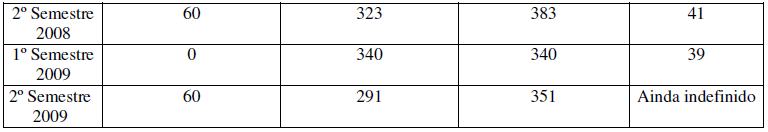 2º Semestre 60 323 383 41
2008
1º Semestre 0 340 340 39
2009
2º Semestre 60 291 351 Ainda indefinido
2009